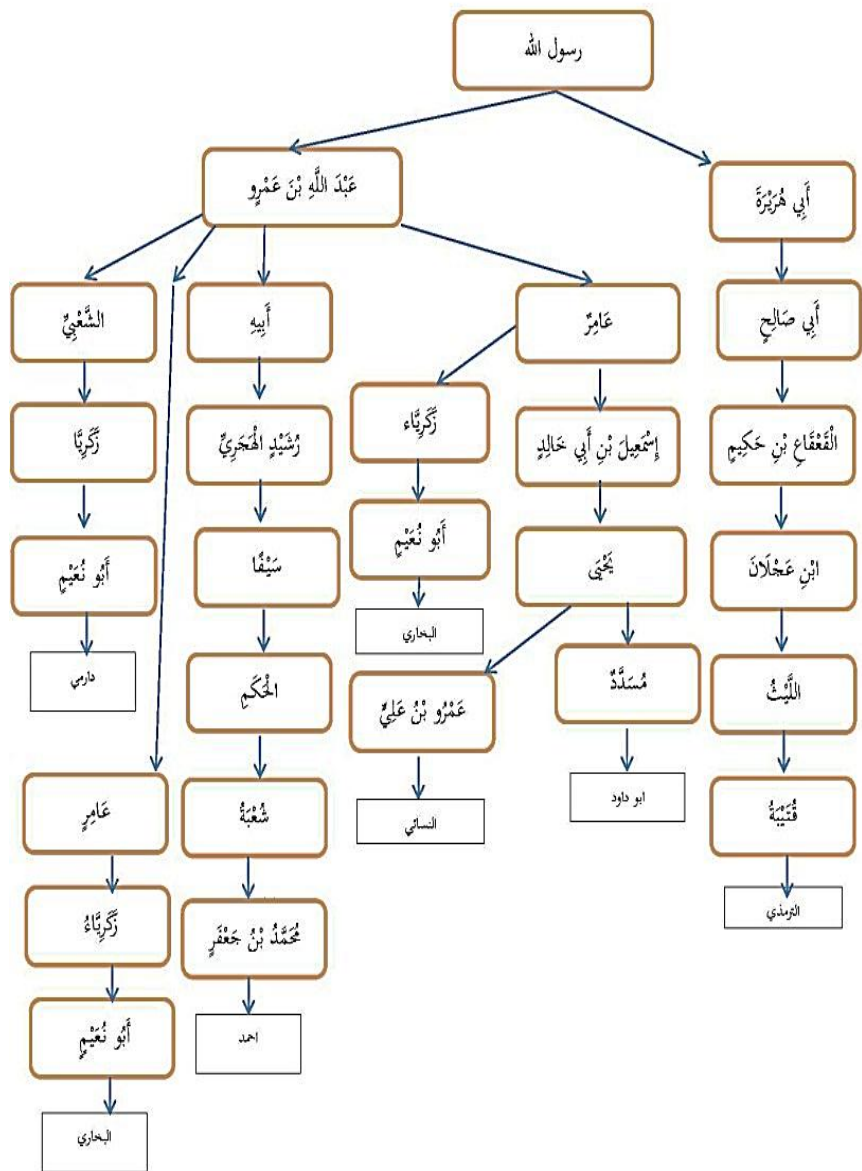 رسول الله
عَبْدَ اللَّهِ بْنَ عَمْرٍو
أَبِي هُرَيْرَةَ
أَبِي صَالِحٍ
الْقَعْقَاعِ بْنِ حَكِيمٍ
ابْنِ عَجْلَانَ
اللَّيْثُ
قُتَيْبَةُ
الترمذي
عَامِرٌ
إِسْمَعِيلَ بْنِ أَبِي خَالِدٍ
يَحْيَى
مُسَدَّدٌ
ابو داود
عَمْرُو بْنُ عَلِيٍّ
النسائي
زَكَرِيَّاء
أَبُو نُعَيْمٍ
البخاري
أَبِيهِ
رُشَيْدٍ الْهَجَرِيِّ
سَيْفًا
الْحَكَمِ
شُعْبَةُ
مُحَمَّدُ بْنُ جَعْفَرٍ
احمد
الشَّعْبِيِّ
زَكَرِيَّا
أَبُو نُعَيْمٍ
دارمي
عَامِرٍ
زَكَرِيَّاءُ
أَبُو نُعَيْمٍ
البخاري